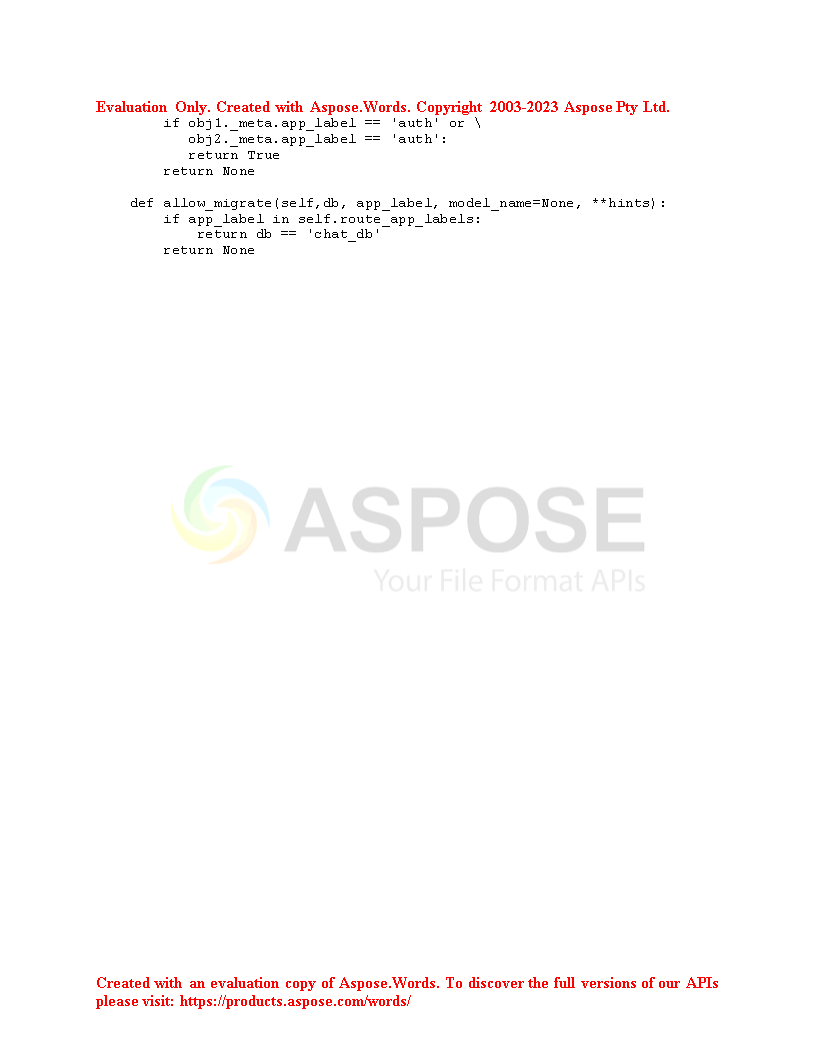 Evaluation Only. Created with Aspose.Words. Copyright 2003-2023 Aspose Pty Ltd.
        if obj1._meta.app_label == 'auth' or \
           obj2._meta.app_label == 'auth':
           return True
        return None

    def allow_migrate(self,db, app_label, model_name=None, **hints):
        if app_label in self.route_app_labels:
            return db == 'chat_db'
        return None
ASPOSE
Your File Format APIs
Created with an evaluation copy of Aspose.Words. To discover the full versions of our APIs
please visit: https://products.aspose.com/words/